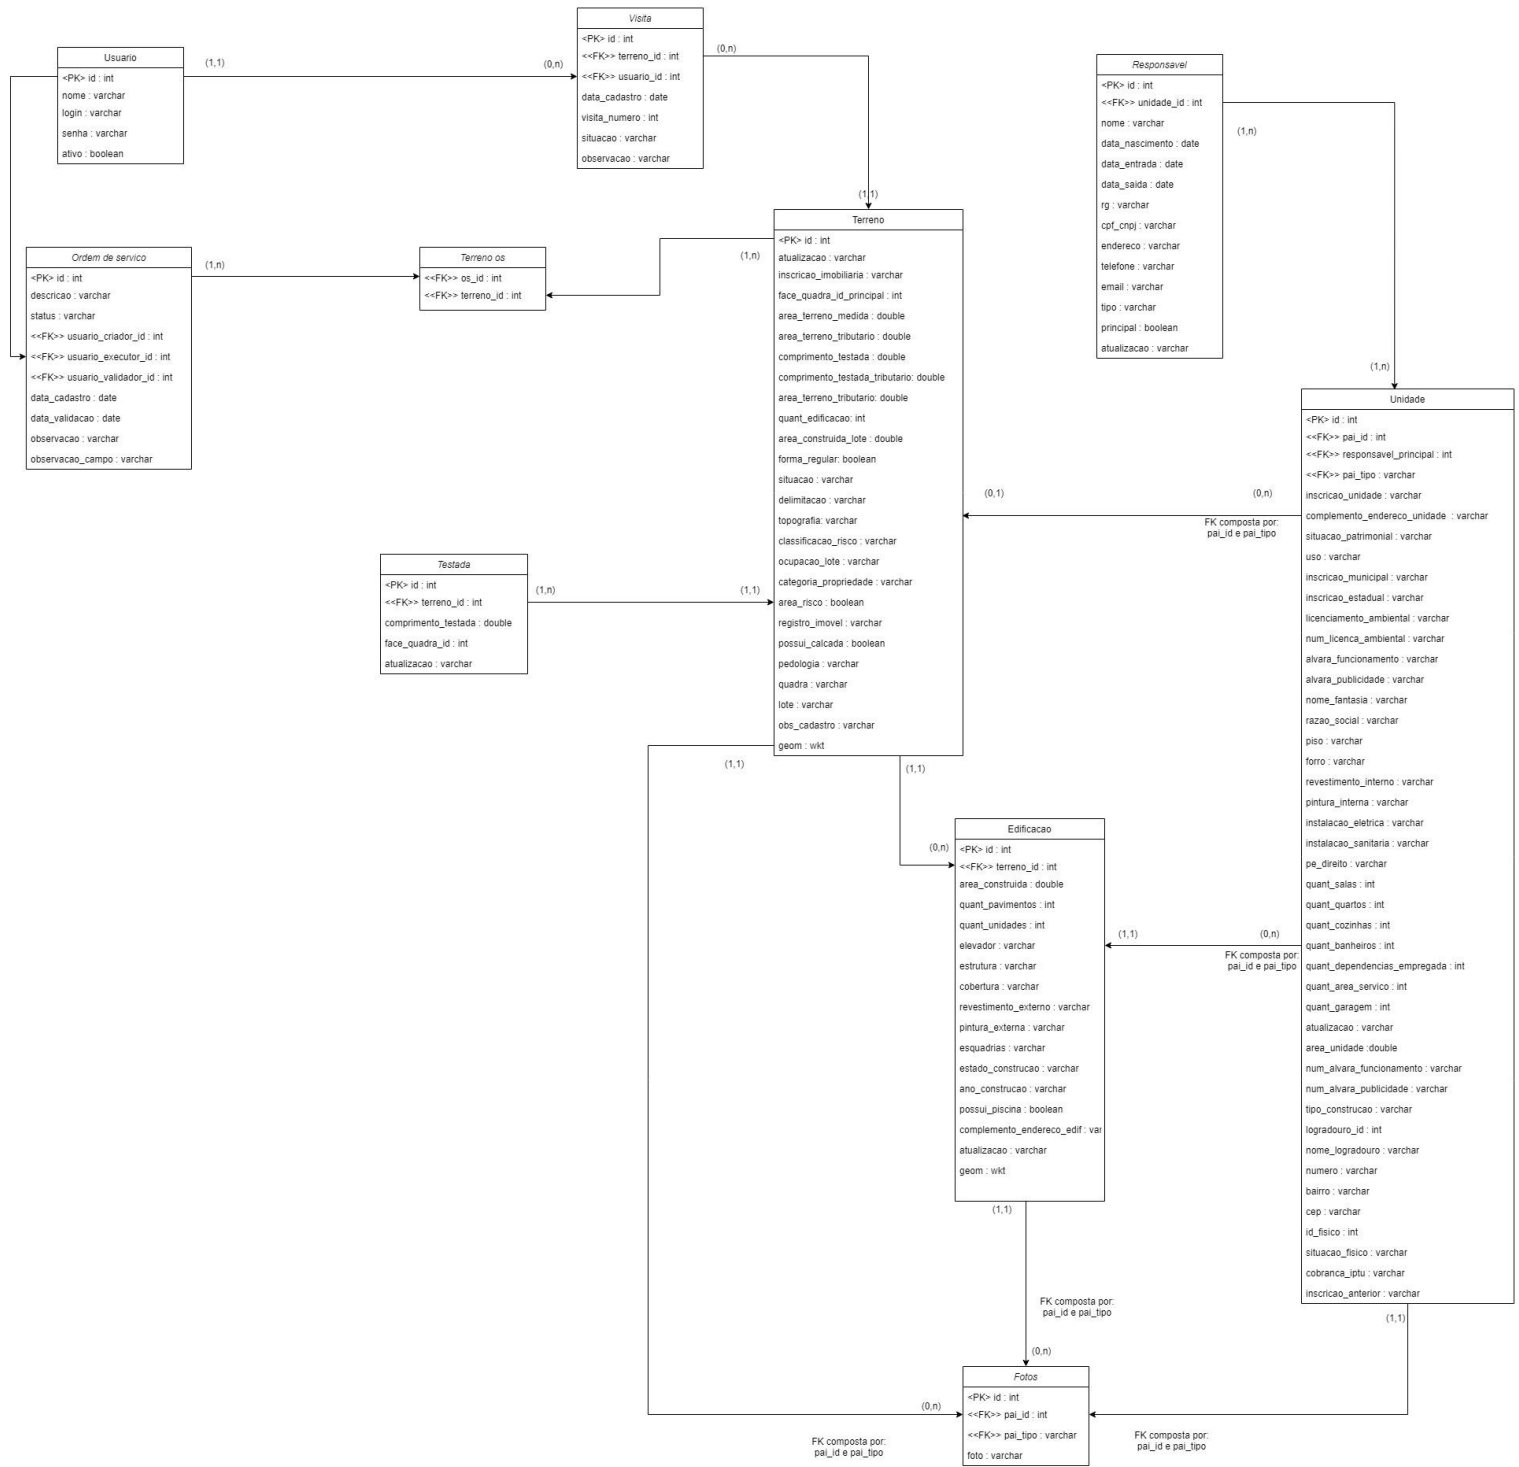 Usuario
<PK> id : int
nome : varchar
login : varchar
senha : varchar
ativo : boolean
(1,1)
(0,n)
Visita
<PK> id : int
<<FK>> terreno_id : int
<<FK>> usuario_id : int
data_cadastro : date
visita_numero : int
situacao : varchar
observacao : varchar
(0,n)
(1,1)
Responsavel
<PK> id : int
<<FK>> unidade_id : int
nome : varchar
data_nascimento : date
data_entrada : date
data_saida : date
rg : varchar
cpf_cnpj : varchar
endereco : varchar
telefone : varchar
email : varchar
tipo : varchar
principal : boolean
atualizacao : varchar
(1,n)
(1,n)
Ordem de servico
<PK> id : int
descricao : varchar
status : varchar
<<FK>> usuario_criador_id : int
<<FK>> usuario_executor_id : int
<<FK>> usuario_validador_id : int
data_cadastro : date
data_validacao : date
observacao : varchar
observacao_campo : varchar
(1,n)
Terreno os
<<FK>> os_id : int
<<FK>> terreno_id : int
(1,n)
Terreno
<PK> id : int
atualizacao : varchar
inscricao_imobiliaria : varchar
face_quadra_id_principal : int
area_terreno_medida : double
area_terreno_tributario : double
comprimento_testada : double
comprimento_testada_tributario: double
area_terreno_tributario: double
quant_edificacao: int
area_construida_lote : double
forma_regular: boolean
situacao : varchar
delimitacao : varchar
topografia: varchar
classificacao_risco : varchar
ocupacao_lote : varchar
categoria_propriedade : varchar
area_risco : boolean
registro_imovel : varchar
possui_calcada : boolean
pedologia : varchar
quadra : varchar
lote : varchar
obs_cadastro : varchar
geom : wkt
Testada
<PK> id : int
<<FK>> terreno_id : int
comprimento_testada : double
face_quadra_id : int
atualizacao : varchar
(1,n)
(1,1)
(0,1)
(0,n)
FK composta por:
pai_id e pai_tipo
Unidade
<PK> id : int
<<FK>> pai_id : int
<<FK>> responsavel_principal : int
<<FK>> pai_tipo : varchar
inscricao_unidade : varchar
complemento_endereco_unidade : varchar
situacao_patrimonial : varchar
uso : varchar
inscricao_municipal : varchar
inscricao_estadual : varchar
licenciamento_ambiental : varchar
num_licenca_ambiental : varchar
alvara_funcionamento : varchar
alvara_publicidade : varchar
nome_fantasia : varchar
razao_social : varchar
piso : varchar
forro : varchar
revestimento_interno : varchar
pintura_interna : varchar
instalacao_eletrica : varchar
instalacao_sanitaria : varchar
pe_direito : varchar
quant_salas : int
quant_quartos : int
quant_cozinhas : int
quant_banheiros : int
quant_dependencias_empregada : int
quant_area_servico : int
quant_garagem : int
atualizacao : varchar
area_unidade :double
num_alvara_funcionamento : varchar
num_alvara_publicidade : varchar
tipo_construcao : varchar
logradouro_id : int
nome_logradouro : varchar
numero : varchar
bairro : varchar
cep : varchar
id_fisico : int
situacao_fisico : varchar
cobranca_iptu : varchar
inscricao_anterior : varchar
(1,1)
(1,1)
(0,n)
Edificacao
<PK> id : int
<<FK>> terreno_id : int
area_construida : double
quant_pavimentos : int
quant_unidades : int
elevador : varchar
estrutura : varchar
cobertura : varchar
revestimento_externo : varchar
pintura_externa : varchar
esquadrias : varchar
estado_construcao : varchar
ano_construcao : varchar
possui_piscina : boolean
complemento_endereco_edif : var
atualizacao : varchar
geom : wkt
(1,1)
(0,n)
FK composta por:
pai_id e pai_tipo
(1,1)
FK composta por:
pai_id e pai_tipo
(0,n)
(1,1)
Fotos
<PK> id : int
<<FK>> pai_id : int
<<FK>> pai_tipo : varchar
foto : varchar
(0,n)
FK composta por:
pai_id e pai_tipo
FK composta por:
pai_id e pai_tipo